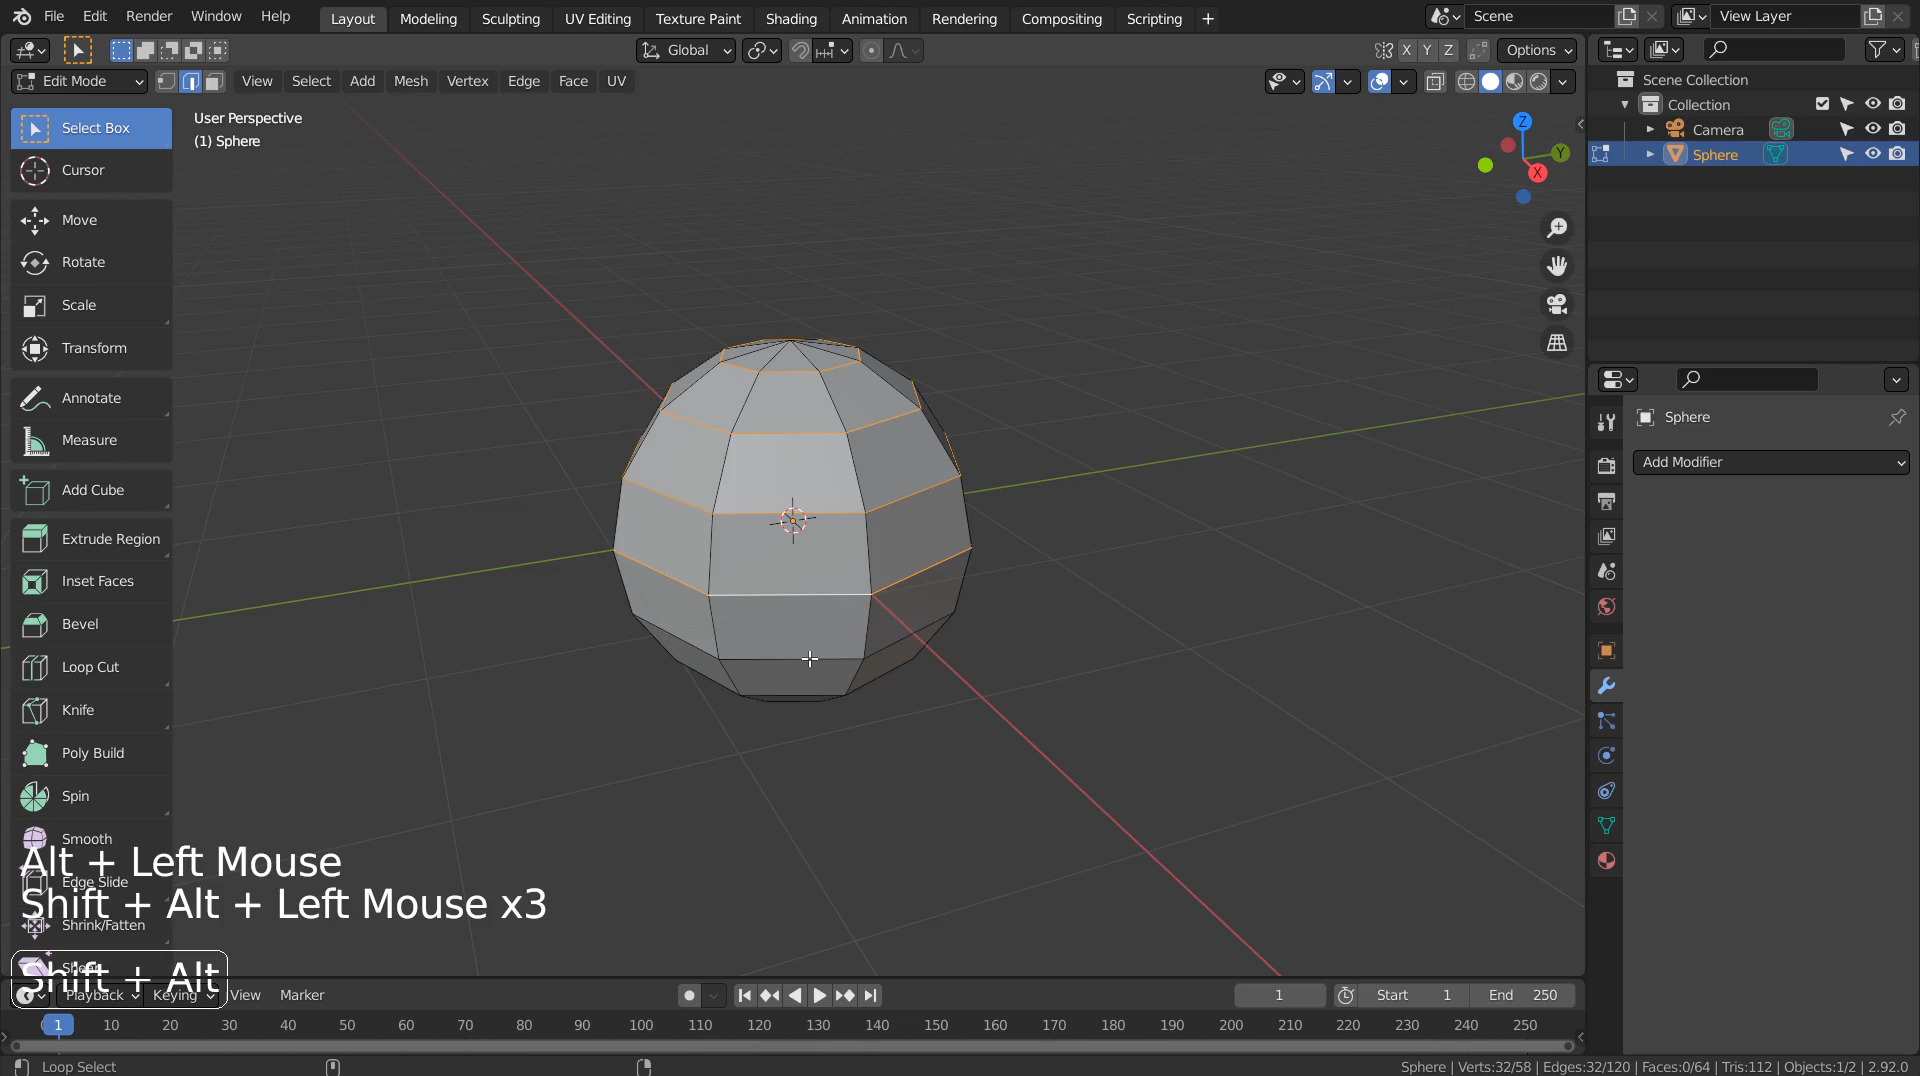 File Edit Render Window Help Layout Modeling Sculpting UV Editing Texture Paint Shading Animation Rendering Compositing Scripting + Scene View Layer
Global X Y Z Options
Edit Mode View Select Add Mesh Vertex Edge Face UV
Scene Collection
Collection
Camera
Sphere
Select Box
Cursor
Move
Rotate
Scale
Transform
Annotate
Measure
Add Cube
Extrude Region
Inset Faces
Bevel
Loop Cut
Knife
Poly Build
Spin
Smooth
Edge Slide
Shrink/Fatten
Shear
User Perspective
(1) Sphere
Z
Y
X
Sphere
Add Modifier
Alt + Left Mouse
Shift + Alt + Left Mouse x3
Shift + Alt
Playback Keying View Marker 1 Start 1 End 250
0 1 10 20 30 40 50 60 70 80 90 100 110 120 130 140 150 160 170 180 190 200 210 220 230 240 250
Loop Select Sphere | Verts:32/58 | Edges:32/120 | Faces:0/64 | Tris:112 | Objects:1/2 | 2.92.0